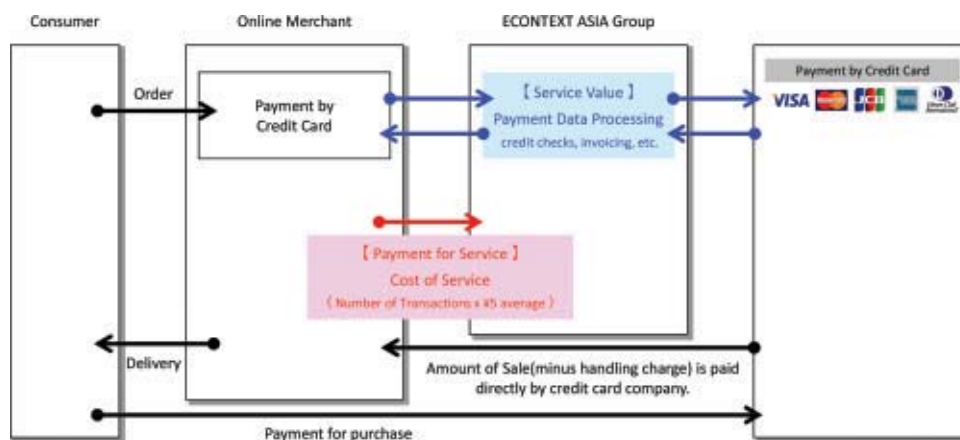 Consumer
Online Merchant
ECONTEXT ASIA Group
Order
Payment by
Credit Card
【 Service Value 】
Payment Data Processing
credit checks, invoicing, etc.
Payment by Credit Card
VISA
MasterCard
JCB
【 Payment for Service 】
Cost of Service
( Number of Transactions x ¥5 average )
Delivery
Amount of Sale(minus handling charge) is paid
directly by credit card company.
Payment for purchase